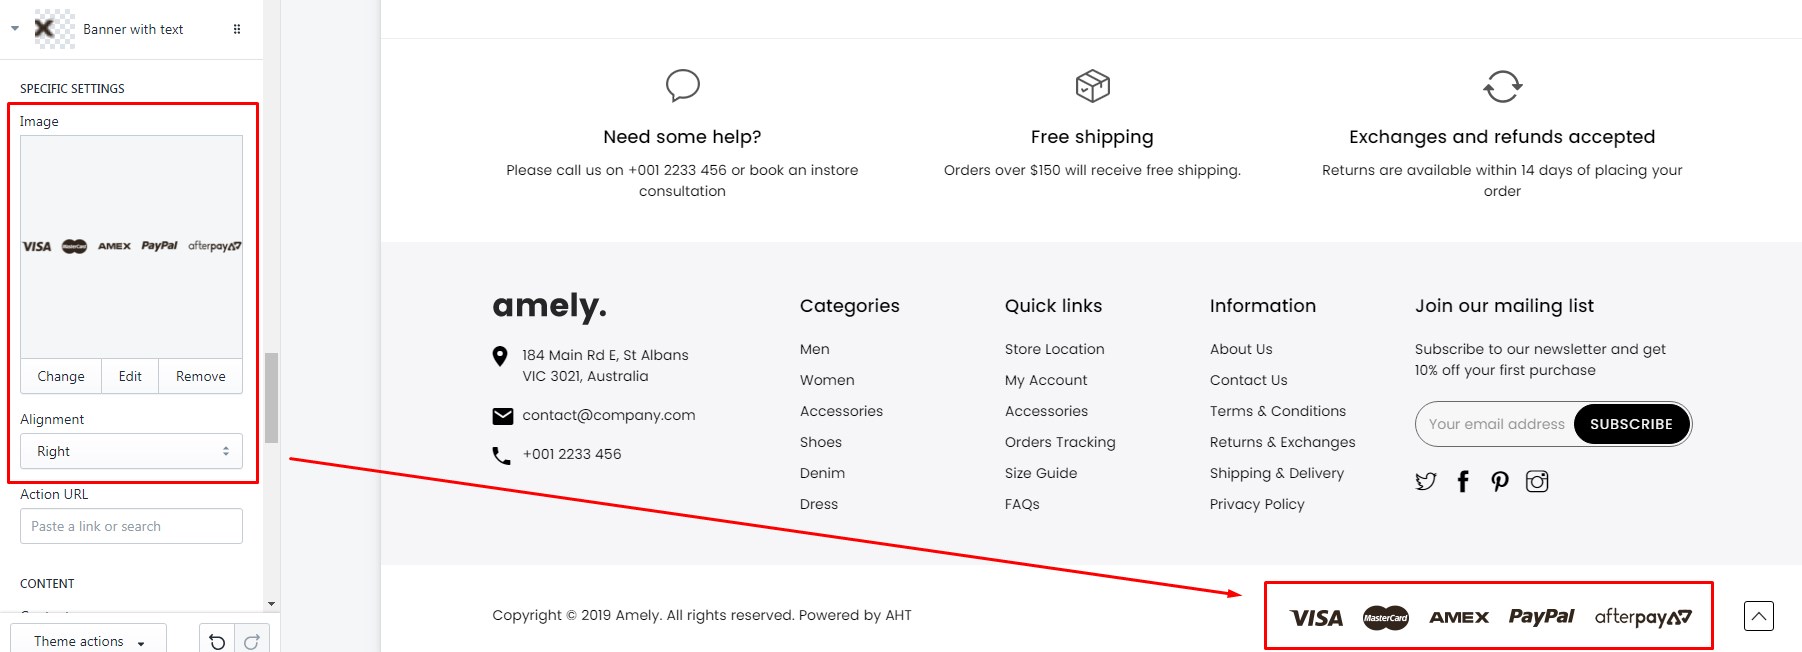 Banner with text
SPECIFIC SETTINGS
Image
VISA MasterCard AMEX PayPal afterpay
Change Edit Remove
Alignment
Right
Action URL
Paste a link or search
CONTENT
Theme actions
Need some help?
Please call us on +001 2233 456 or book an instore
consultation
Free shipping
Orders over $150 will receive free shipping.
Exchanges and refunds accepted
Returns are available within 14 days of placing your
order
amely.
184 Main Rd E, St Albans
VIC 3021, Australia
contact@company.com
+001 2233 456
Categories
Men
Women
Accessories
Shoes
Denim
Dress
Quick links
Store Location
My Account
Accessories
Orders Tracking
Size Guide
FAQs
Information
About Us
Contact Us
Terms & Conditions
Returns & Exchanges
Shipping & Delivery
Privacy Policy
Join our mailing list
Subscribe to our newsletter and get
10% off your first purchase
Your email address SUBSCRIBE
Copyright © 2019 Amely. All rights reserved. Powered by AHT
VISA MasterCard AMEX PayPal afterpay